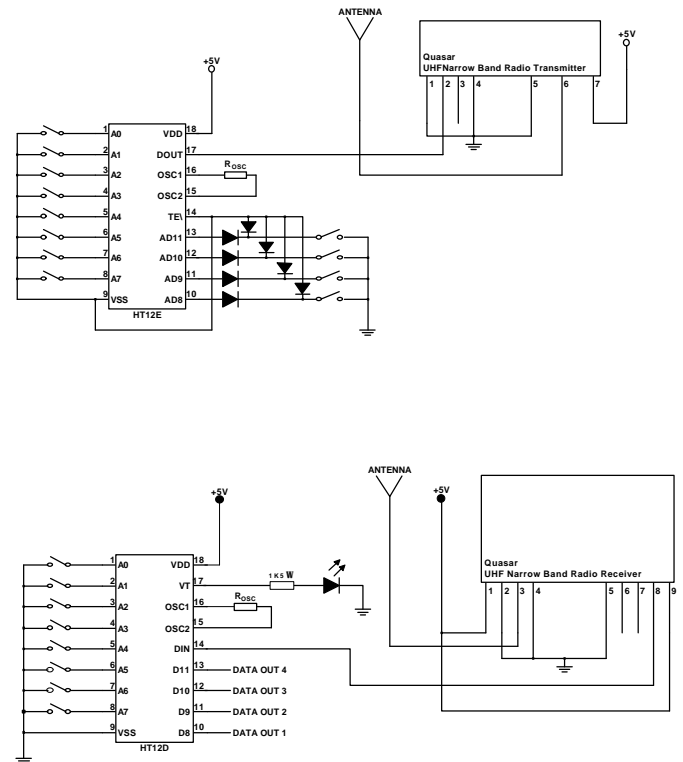 ANTENNA
+5V
Quasar
UHFNarrow Band Radio Transmitter
1 2 3 4 5 6 7
+5V
1 A0 VDD 18
2 A1 DOUT 17
3 A2 OSC1 16 ROSC
4 A3 OSC2 15
5 A4 TE\ 14
6 A5 AD11 13
7 A6 AD10 12
8 A7 AD9 11
9 VSS AD8 10
HT12E
ANTENNA
+5V
+5V
Quasar
UHF Narrow Band Radio Receiver
1 2 3 4 5 6 7 8 9
1 A0 VDD 18
2 A1 VT 17 1K5 W
3 A2 OSC1 16 ROSC
4 A3 OSC2 15
5 A4 DIN 14
6 A5 D11 13 DATA OUT 4
7 A6 D10 12 DATA OUT 3
8 A7 D9 11 DATA OUT 2
9 VSS D8 10 DATA OUT 1
HT12D